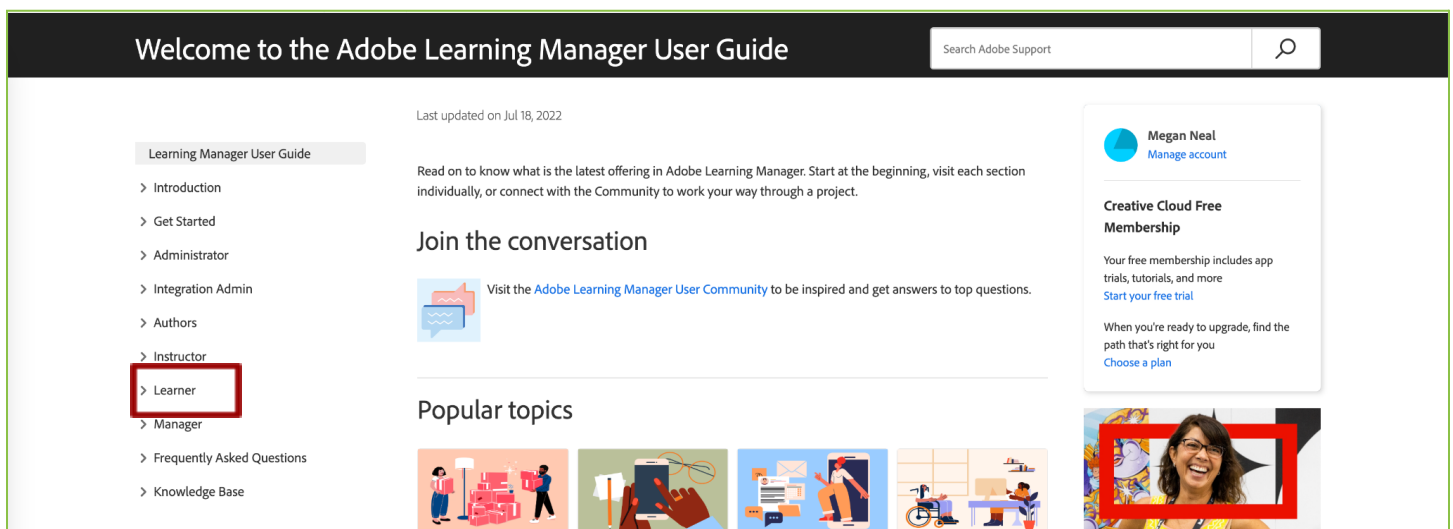 Welcome to the Adobe Learning Manager User Guide
Search Adobe Support
Last updated on Jul 18, 2022
Learning Manager User Guide
Introduction
Get Started
Administrator
Integration Admin
Authors
Instructor
Learner
Manager
Frequently Asked Questions
Knowledge Base
Read on to know what is the latest offering in Adobe Learning Manager. Start at the beginning, visit each section
individually, or connect with the Community to work your way through a project.
Join the conversation
Visit the Adobe Learning Manager User Community to be inspired and get answers to top questions.
Popular topics
Megan Neal
Manage account
Creative Cloud Free
Membership
Your free membership includes app
trials, tutorials, and more
Start your free trial
When you're ready to upgrade, find the
path that's right for you
Choose a plan